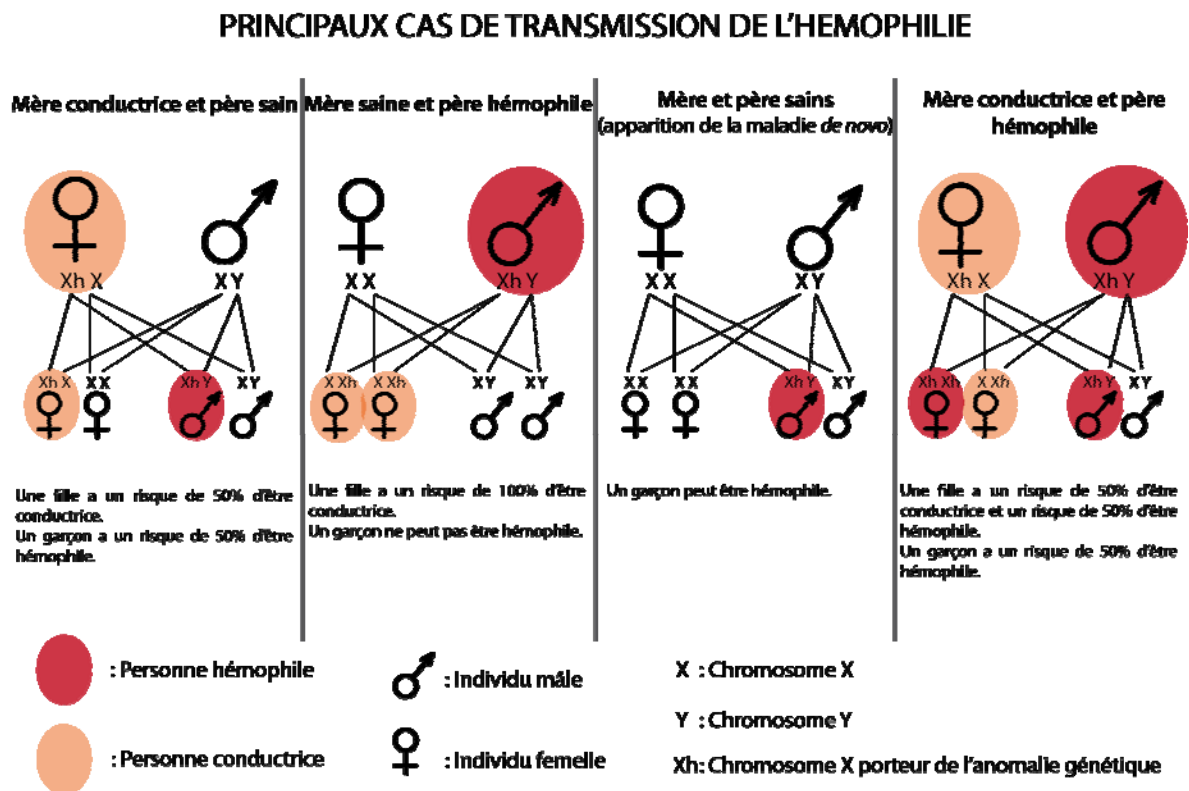 PRINCIPAUX CAS DE TRANSMISSION DE L'HEMOPHILIE
Mère conductrice et père sain
Xh X
X Y
Xh X
X X
Xh Y
X Y
Une fille a un risque de 50% d'être
conductrice.
Un garçon a un risque de 50% d'être
hémophile.
Mère saine et père hémophile
X X
Xh Y
X Xh
X Xh
X Y
X Y
Une fille a un risque de 100% d'être
conductrice.
Un garçon ne peut pas être hémophile.
Mère et père sains
(apparition de la maladie de novo)
X X
X Y
X X
X X
Xh Y
X Y
Un garçon peut être hémophile.
Mère conductrice et père
hémophile
Xh X
Xh Y
Xh Xh
X Xh
Xh Y
X Y
Une fille a un risque de 50% d'être
conductrice et un risque de 50% d'être
hémophile.
Un garçon a un risque de 50% d'être
hémophile.
: Personne hémophile
: Personne conductrice
: Individu mâle
: Individu femelle
X : Chromosome X
Y : Chromosome Y
Xh: Chromosome X porteur de l'anomalie génétique